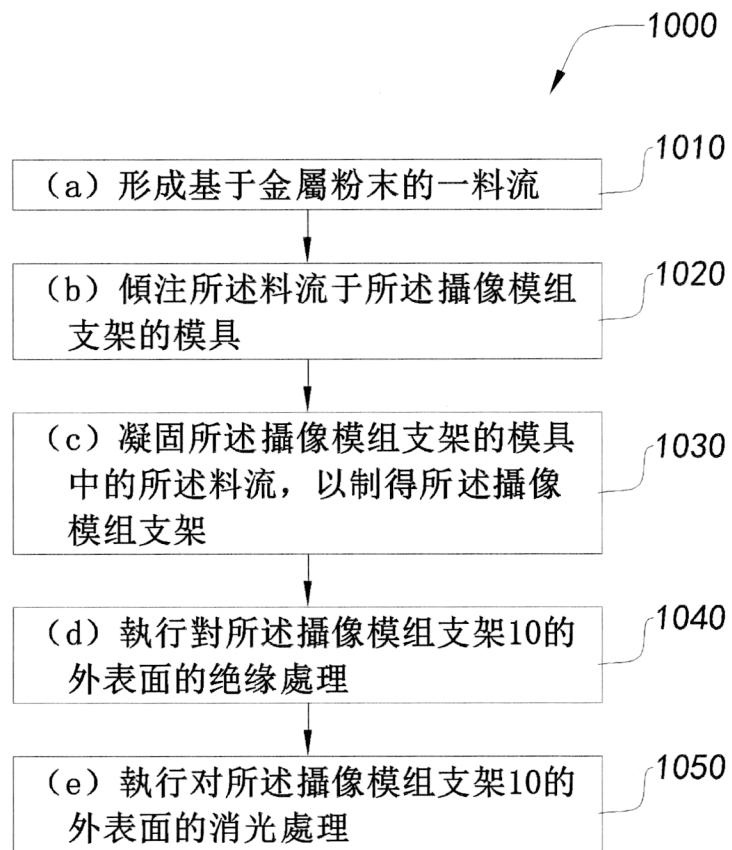 1000
1010
（a）形成基于金屬粉末的一料流
1020
（b）傾注所述料流于所述攝像模组
支架的模具
1030
（c）凝固所述攝像模组支架的模具
中的所述料流，以制得所述攝像
模组支架
1040
（d）執行對所述攝像模组支架10的
外表面的绝缘處理
1050
（e）執行对所述攝像模组支架10的
外表面的消光處理